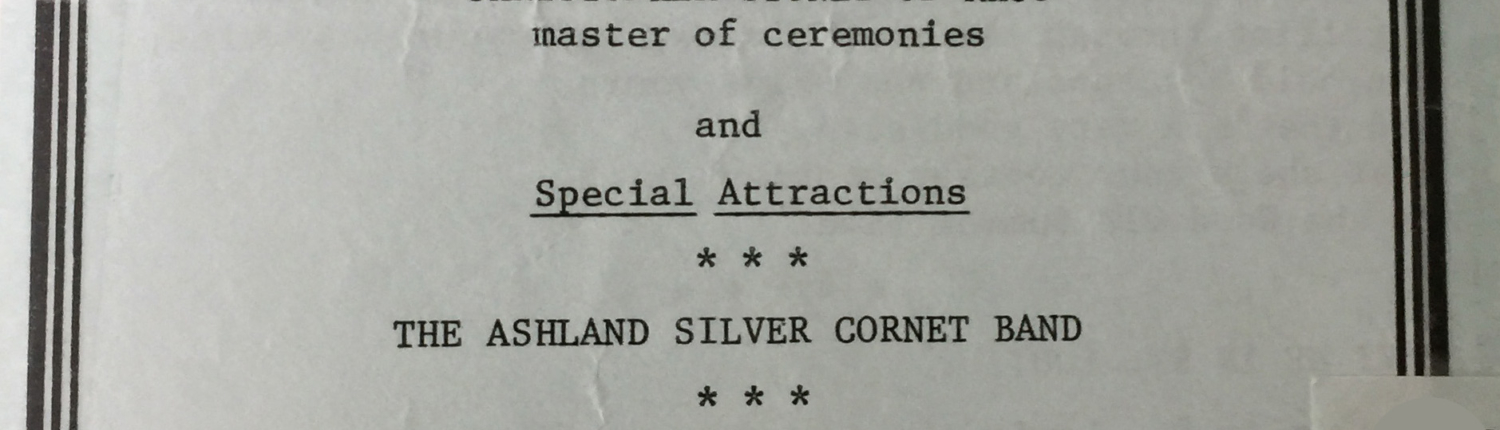 master of ceremonies
and
Special Attractions
* * *
THE ASHLAND SILVER CORNET BAND
* * *